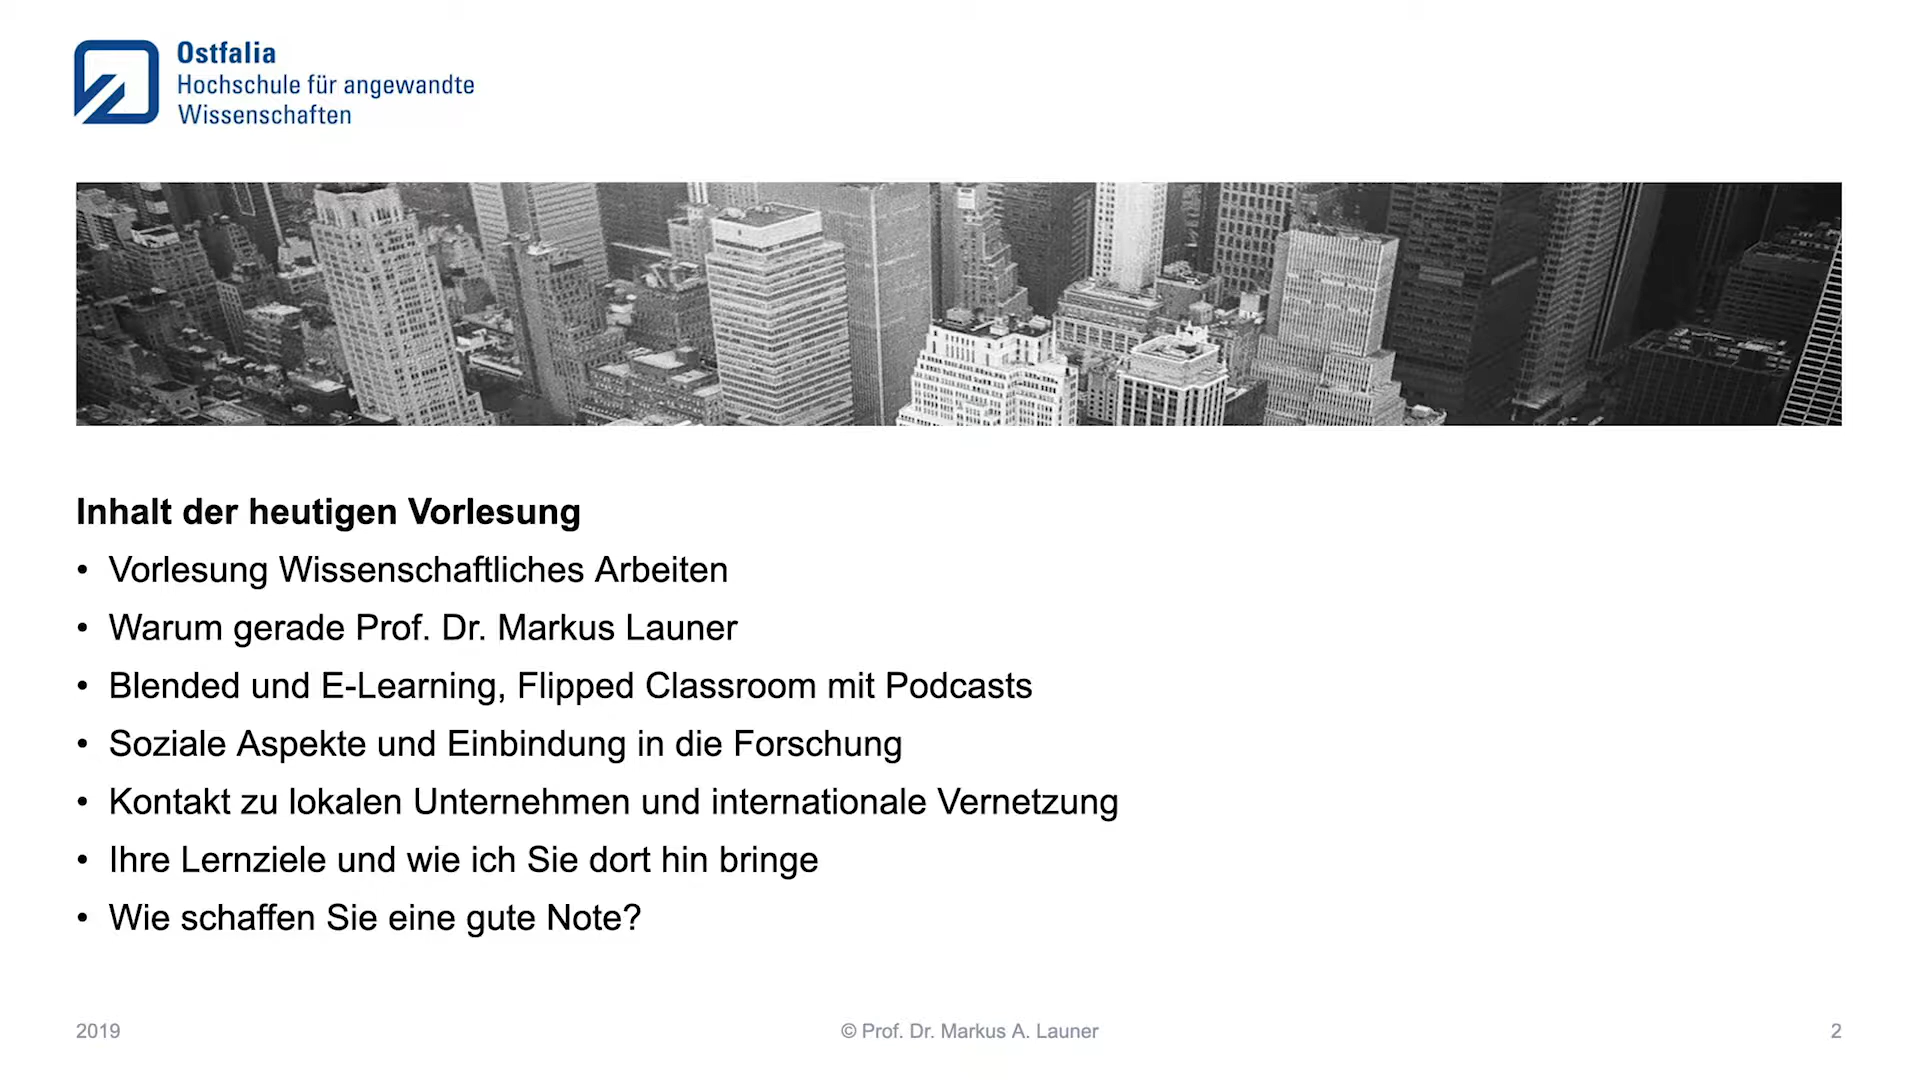 Ostfalia
Hochschule für angewandte
Wissenschaften
Inhalt der heutigen Vorlesung
• Vorlesung Wissenschaftliches Arbeiten
• Warum gerade Prof. Dr. Markus Launer
• Blended und E-Learning, Flipped Classroom mit Podcasts
• Soziale Aspekte und Einbindung in die Forschung
• Kontakt zu lokalen Unternehmen und internationale Vernetzung
• Ihre Lernziele und wie ich Sie dort hin bringe
• Wie schaffen Sie eine gute Note?
2019
© Prof. Dr. Markus A. Launer
2